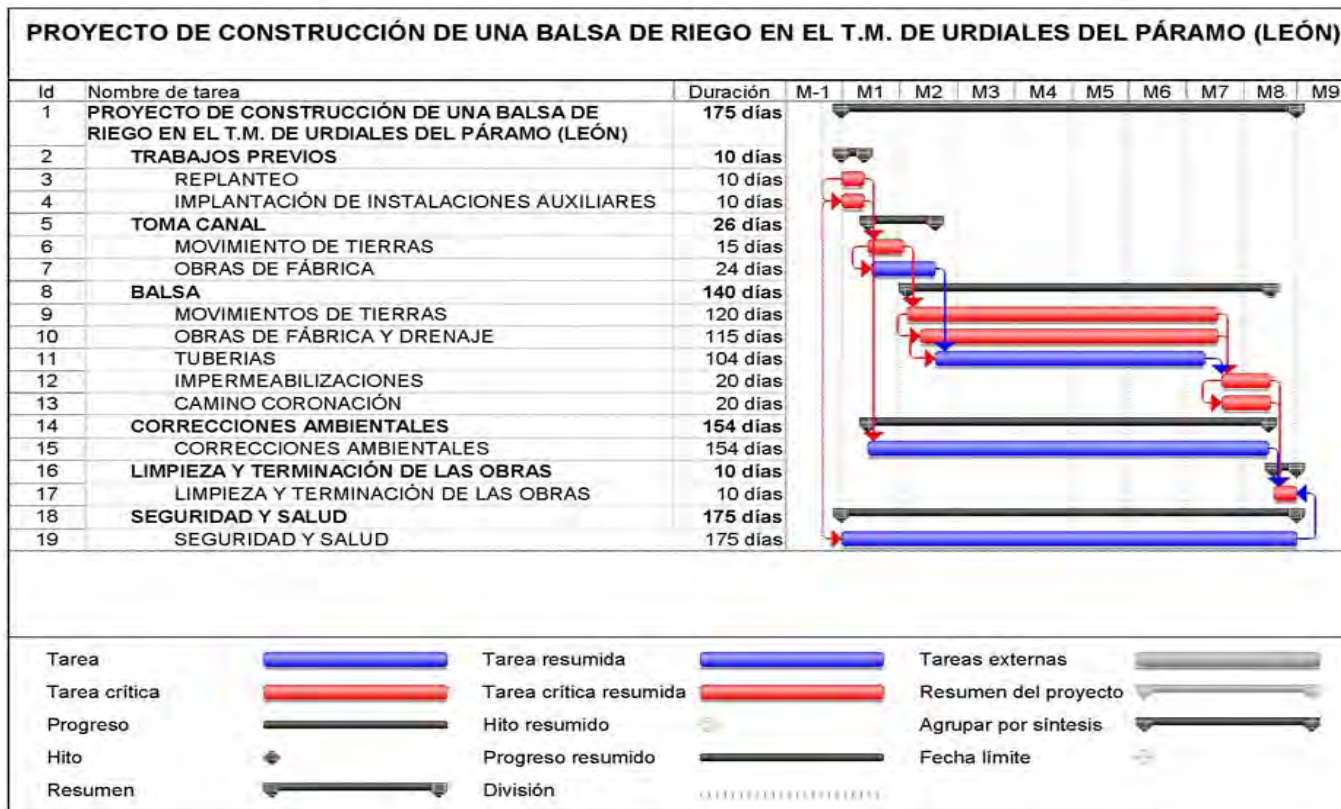 PROYECTO DE CONSTRUCCIÓN DE UNA BALSA DE RIEGO EN EL T.M. DE URDIALES DEL PÁRAMO (LEÓN)
Id Nombre de tarea Duración M-1 M1 M2 M3 M4 M5 M6 M7 M8 M9
1 PROYECTO DE CONSTRUCCIÓN DE UNA BALSA DE 175 días
RIEGO EN EL T.M. DE URDIALES DEL PÁRAMO (LEÓN)
2 TRABAJOS PREVIOS 10 días
3 REPLANTEO 10 días
4 IMPLANTACIÓN DE INSTALACIONES AUXILIARES 10 días
5 TOMA CANAL 26 días
6 MOVIMIENTO DE TIERRAS 15 días
7 OBRAS DE FÁBRICA 24 días
8 BALSA 140 días
9 MOVIMIENTOS DE TIERRAS 120 días
10 OBRAS DE FÁBRICA Y DRENAJE 115 días
11 TUBERIAS 104 días
12 IMPERMEABILIZACIONES 20 días
13 CAMINO CORONACIÓN 20 días
14 CORRECCIONES AMBIENTALES 154 días
15 CORRECCIONES AMBIENTALES 154 días
16 LIMPIEZA Y TERMINACIÓN DE LAS OBRAS 10 días
17 LIMPIEZA Y TERMINACIÓN DE LAS OBRAS 10 días
18 SEGURIDAD Y SALUD 175 días
19 SEGURIDAD Y SALUD 175 días
Tarea Tarea resumida Tareas externas
Tarea crítica Tarea crítica resumida Resumen del proyecto
Progreso Hito resumido Agrupar por síntesis
Hito Progreso resumido Fecha límite
Resumen División